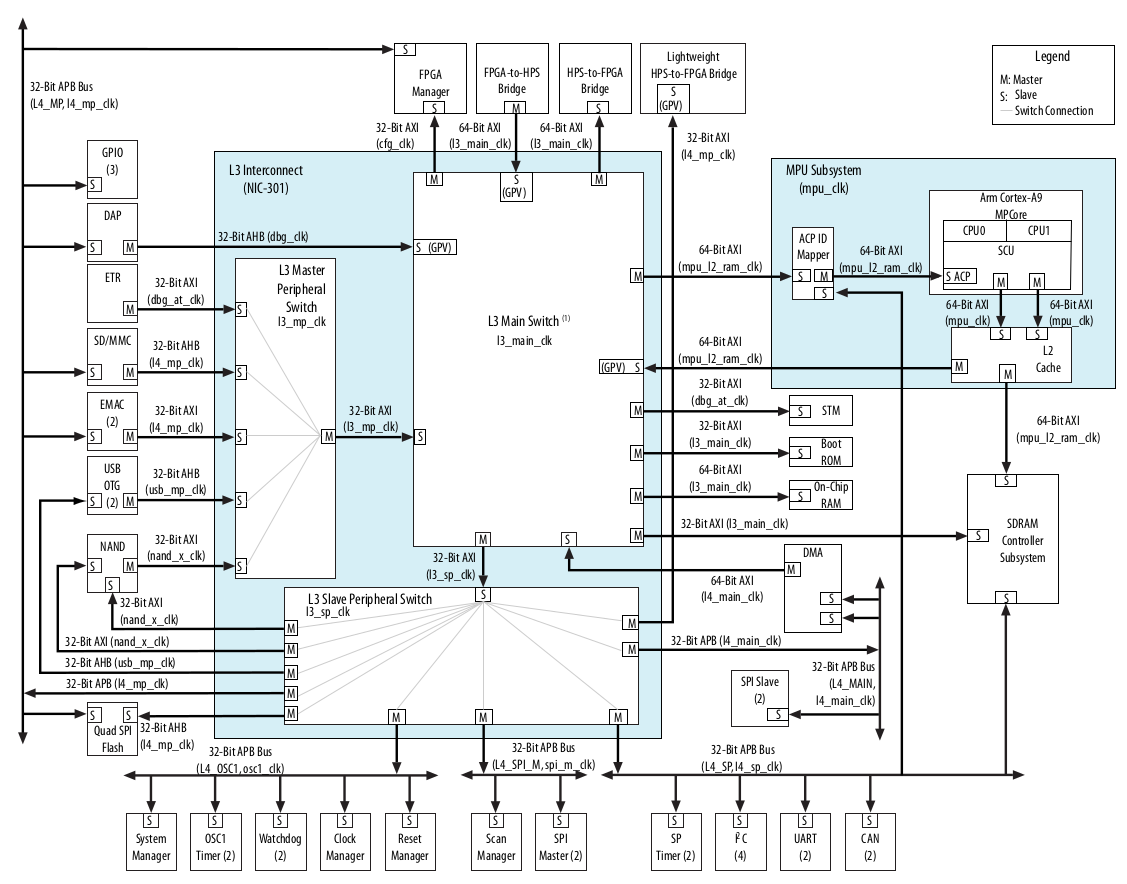 32-Bit APB Bus
(L4_MP, l4_mp_clk)
S
FPGA
Manager
S
FPGA -to-HPS
Bridge
M
HPS-to-FPGA
Bridge
S
Lightweight
HPS-to-FPGA Bridge
S
(GPV)
Legend
M: Master
S: Slave
Switch Connection
32-Bit AXI
(cfg_clk)
64-Bit AXI
(l3_main_clk)
64-Bit AXI
(l3_main_clk)
32-Bit AXI
(l4_mp_clk)
GPIO
(3)
S
DAP
S
M
32-Bit AHB (dbg_clk)
ETR
M
32-Bit AXI
(dbg_at_clk)
SD/MMC
S
M
32-Bit AHB
(l4_mp_clk)
EMAC
(2)
S
M
32-Bit AXI
(l4_mp_clk)
USB
OTG
(2)
S
M
32-Bit AHB
(usb_mp_clk)
NAND
S
M
S
32-Bit AXI
(nand_x_clk)
L3 Interconnect
(NIC-301)
L3 Master
Peripheral
Switch
l3_mp_clk
S
S
S
S
S
M
32-Bit AXI
(l3_mp_clk)
M
S
(GPV)
M
S (GPV)
S
L3 Main Switch (1)
l3_main_clk
M
(GPV) S
M
M
M
M
M
S
64-Bit AXI
(mpu_l2_ram_clk)
64-Bit AXI
(mpu_l2_ram_clk)
32-Bit AXI
(dbg_at_clk)
32-Bit AXI
(l3_main_clk)
64-Bit AXI
(l3_main_clk)
32-Bit AXI (l3_main_clk)
MPU Subsystem
(mpu_clk)
ACP ID
Mapper
S
M
S
64-Bit AXI
(mpu_l2_ram_clk)
Arm Cortex-A9
MPCore
CPU0
CPU1
SCU
S ACP
M
M
64-Bit AXI
(mpu_clk)
64-Bit AXI
(mpu_clk)
S
S
L2
Cache
M
M
64-Bit AXI
(mpu_l2_ram_clk)
S
STM
S
Boot
ROM
S
On-Chip
RAM
S
S
SDRAM
Controller
Subsystem
S
DMA
M
S
S
64-Bit AXI
(l4_main_clk)
32-Bit AXI
(l3_sp_clk)
L3 Slave Peripheral Switch
l3_sp_clk
S
M
M
M
M
M
M
M
M
M
M
32-Bit AXI
(nand_x_clk)
32-Bit AXI (nand_x_clk)
32-Bit AHB (usb_mp_clk)
32-Bit APB (l4_mp_clk)
S
S
Quad SPI
Flash
32-Bit AHB
(l4_mp_clk)
32-Bit APB (l4_main_clk)
32-Bit APB Bus
(L4_MAIN,
l4_main_clk)
SPI Slave
(2)
S
32-Bit APB Bus
(L4_OSC1, osc1_clk)
32-Bit APB Bus
(L4_SPI_M, spi_m_clk)
32-Bit APB Bus
(L4_SP, l4_sp_clk)
S
System
Manager
S
OSC1
Timer (2)
S
Watchdog
(2)
S
Clock
Manager
S
Reset
Manager
S
Scan
Manager
S
SPI
Master (2)
S
SP
Timer (2)
S
I²C
(4)
S
UART
(2)
S
CAN
(2)